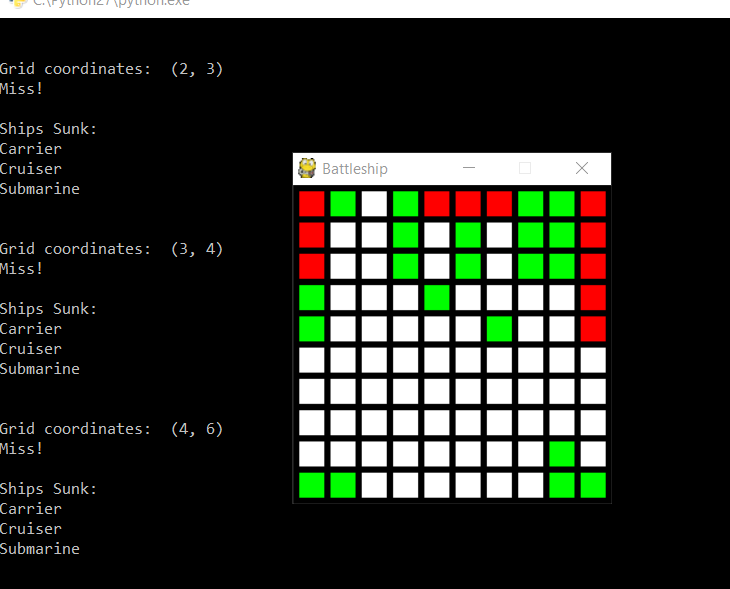 C:\Python27\python.exe
Grid coordinates:  (2, 3)
Miss!
Ships Sunk:
Carrier
Cruiser
Submarine
Grid coordinates:  (3, 4)
Miss!
Ships Sunk:
Carrier
Cruiser
Submarine
Grid coordinates:  (4, 6)
Miss!
Ships Sunk:
Carrier
Cruiser
Submarine
Battleship